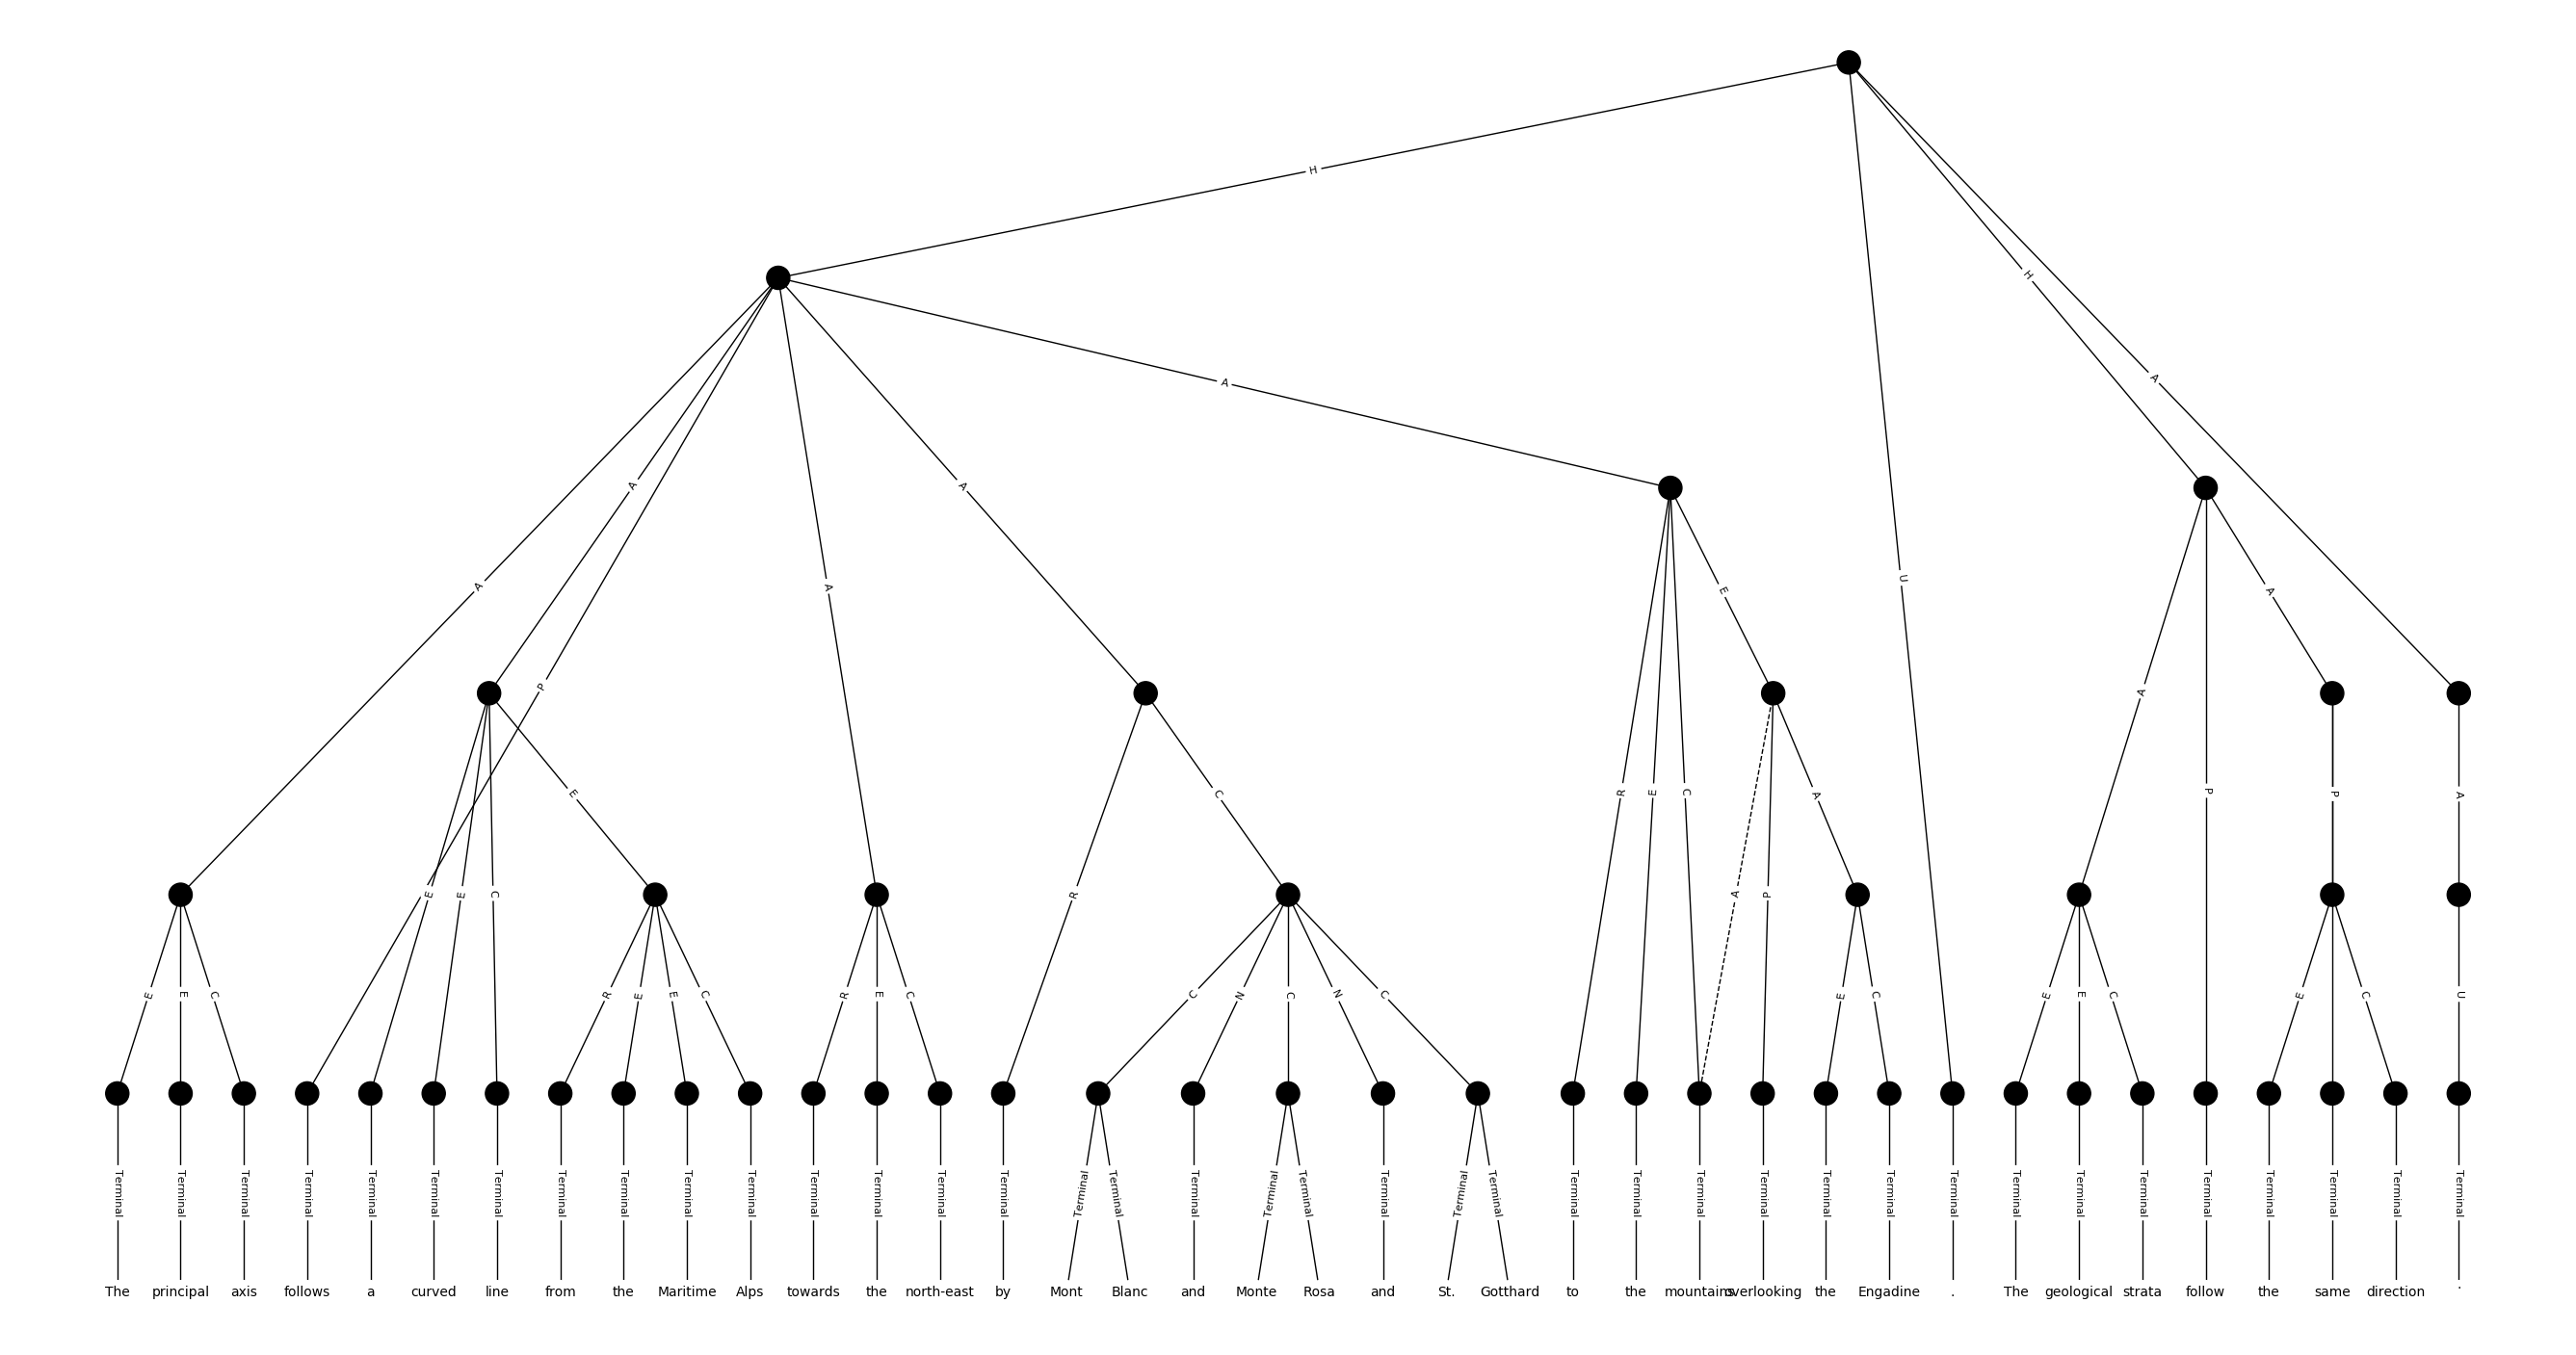 H
H
A
A
A
A
U
A
A
A
E
A
P
A
R
E
C
P
A
E
C
A
P
A
E
E
C
R
A
P
E
E
C
R
E
E
C
R
E
C
C
N
C
N
C
E
C
E
E
C
E
C
U
Terminal Terminal Terminal Terminal Terminal Terminal Terminal Terminal Terminal Terminal Terminal Terminal Terminal Terminal Terminal Terminal Terminal Terminal Terminal Terminal Terminal Terminal Terminal Terminal Terminal Terminal Terminal Terminal Terminal Terminal Terminal Terminal Terminal Terminal Terminal Terminal Terminal Terminal
The principal axis follows a curved line from the Maritime Alps towards the north-east by Mont Blanc and Monte Rosa and St. Gotthard to the mountains overlooking the Engadine . The geological strata follow the same direction .